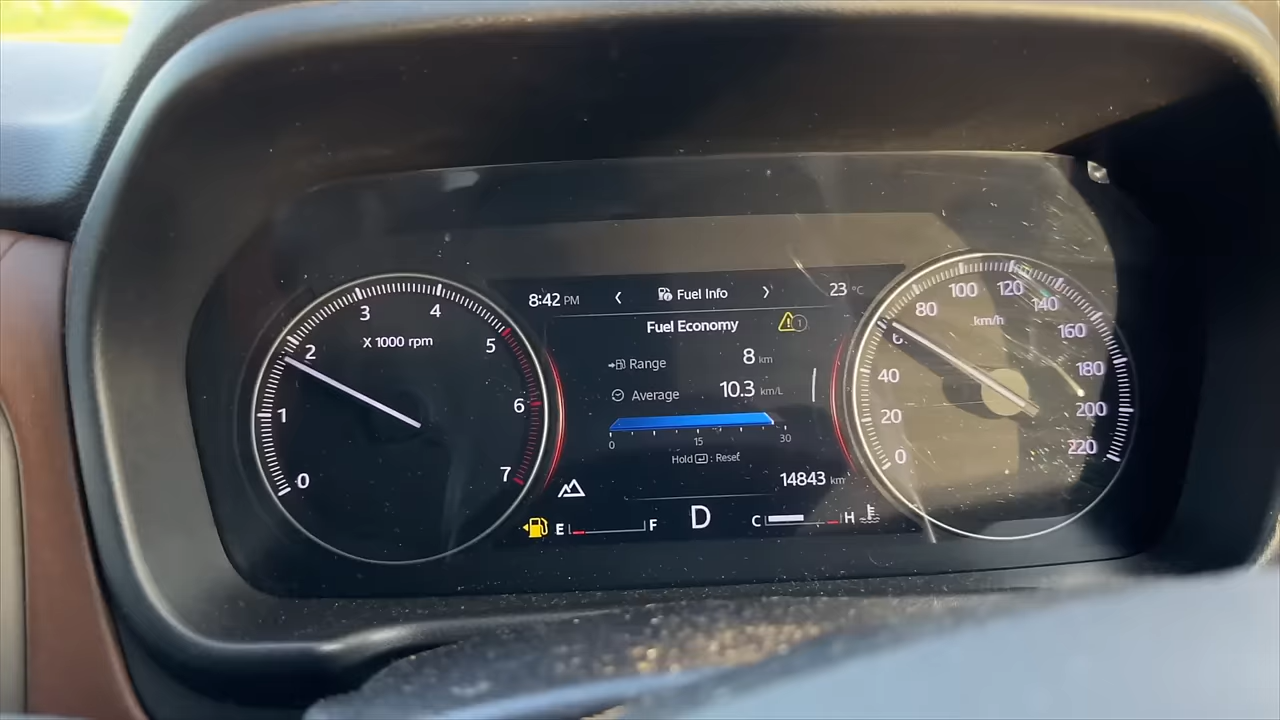 8:42 PM
Fuel Info
23 °C
Fuel Economy
1
Range 8 km
Average 10.3 km/L
0 15 30
Hold : Reset
14843 km
E F
D
C H
0 1 2 3 4 5 6 7
X 1000 rpm
0 20 40 80 100 120 140 160 180 200 220
km/h